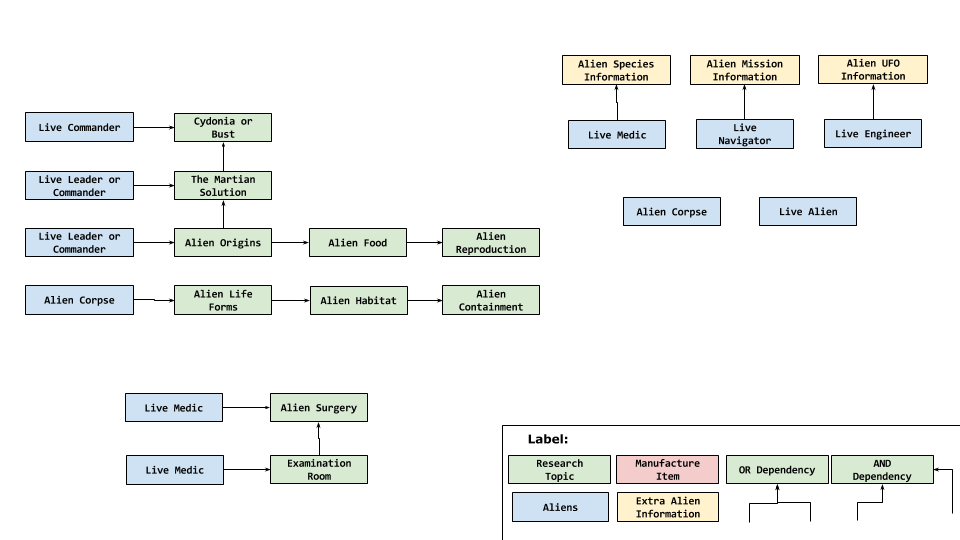 Alien Species
Information
Alien Mission
Information
Alien UFO
Information
Live Commander
Cydonia or
Bust
Live Medic
Live
Navigator
Live Engineer
Live Leader or
Commander
The Martian
Solution
Alien Corpse
Live Alien
Live Leader or
Commander
Alien Origins
Alien Food
Alien
Reproduction
Alien Corpse
Alien Life
Forms
Alien Habitat
Alien
Containment
Live Medic
Alien Surgery
Live Medic
Examination
Room
Label:
Research
Topic
Manufacture
Item
OR Dependency
AND
Dependency
Aliens
Extra Alien
Information